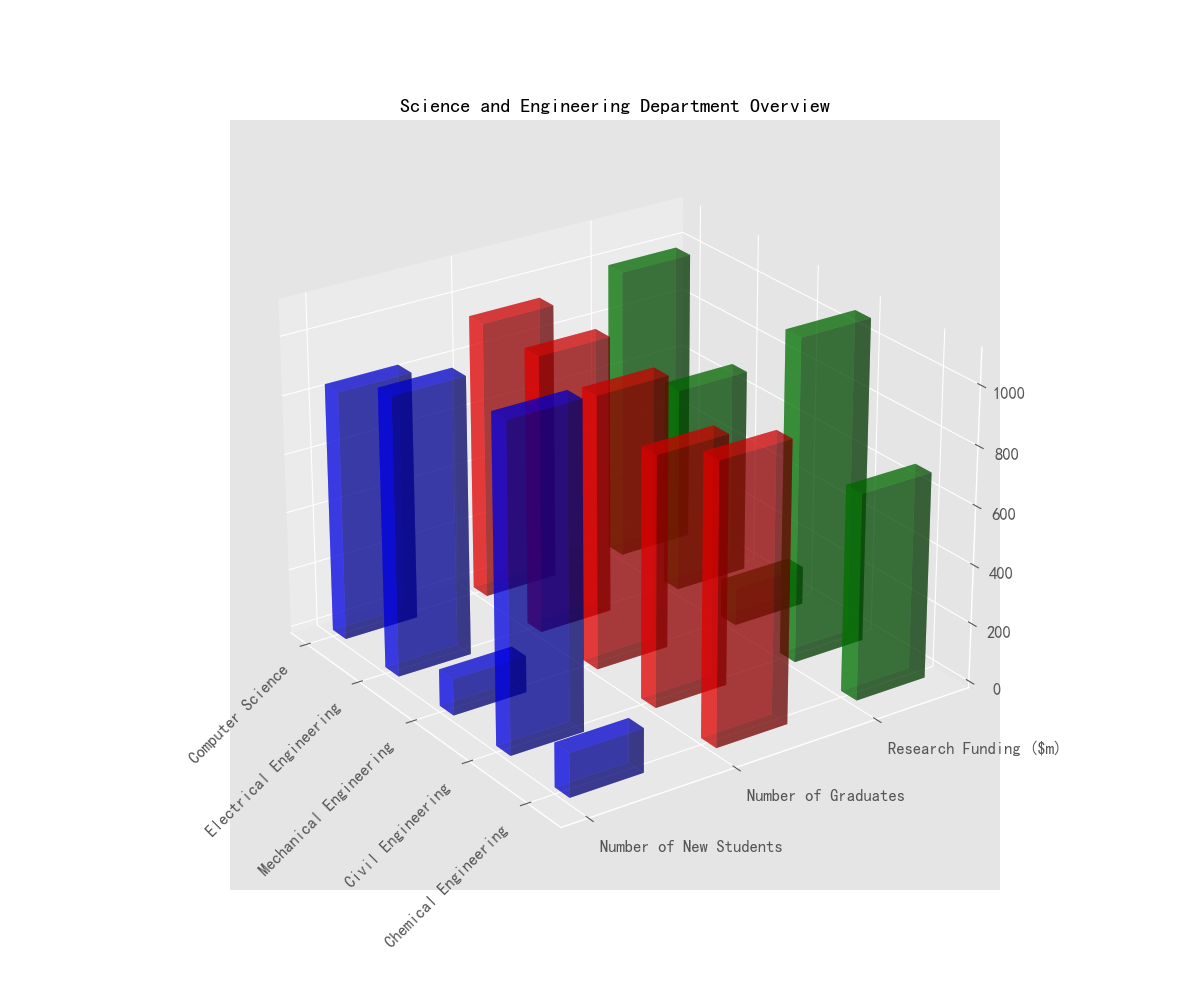 Science and Engineering Department Overview
1000
800
600
400
200
0
Computer Science
Electrical Engineering
Mechanical Engineering
Civil Engineering
Chemical Engineering
Research Funding ($m)
Number of Graduates
Number of New Students